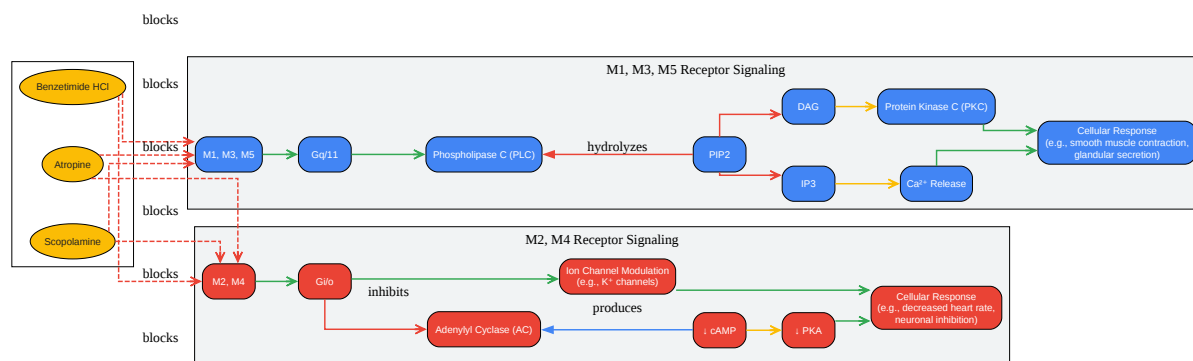 blocks
M1, M3, M5 Receptor Signaling
blocks
Benzetimide HCl
DAG
Protein Kinase C (PKC)
Cellular Response
(e.g., smooth muscle contraction,
glandular secretion)
blocks
hydrolyzes
M1, M3, M5
Gq/11
Phospholipase C (PLC)
PIP2
Atropine
IP3
Ca²⁺ Release
blocks
Scopolamine
M2, M4 Receptor Signaling
blocks
M2, M4
Gi/o
inhibits
Ion Channel Modulation
(e.g., K⁺ channels)
produces
Cellular Response
(e.g., decreased heart rate,
neuronal inhibition)
Adenylyl Cyclase (AC)
↓ cAMP
↓ PKA
blocks